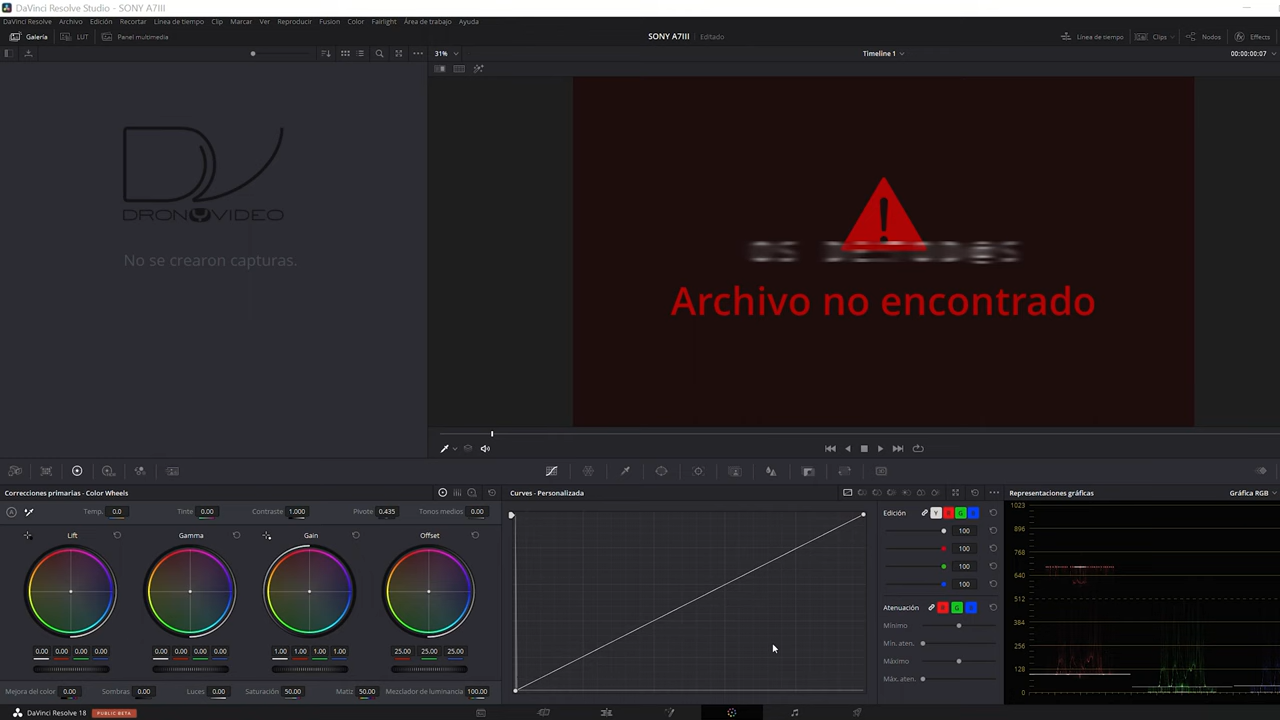 DaVinci Resolve Studio - SONY A7III
DaVinci Resolve Archivo Edición Recortar Línea de tiempo Clip Marcar Ver Reproducir Fusion Color Fairlight Área de trabajo Ayuda
Galería LUT Panel multimedia SONY A7III Editado Línea de tiempo Clips Nodos Effects
31% Timeline 1 00:00:00:07
DRONYVIDEO
No se crearon capturas.
Archivo no encontrado
Correcciones primarias - Color Wheels Curves - Personalizada Representaciones gráficas Gráfica RGB
Temp. 0.0 Tinte 0.00 Contraste 1.000 Pivote 0.435 Tonos medios 0.00
Lift Gamma Gain Offset
0.00 0.00 0.00 0.00 0.00 0.00 0.00 0.00 1.00 1.00 1.00 1.00 25.00 25.00 25.00
Mejora del color 0.00 Sombras 0.00 Luces 0.00 Saturación 50.00 Matiz 50.00 Mezclador de luminancia 100.00
Edición Y R G B
100
100
100
100
Atenuación R G B
Mínimo
Mín. aten.
Máximo
Máx. aten.
1023
896
768
640
512
384
256
128
0
DaVinci Resolve 18 PUBLIC BETA